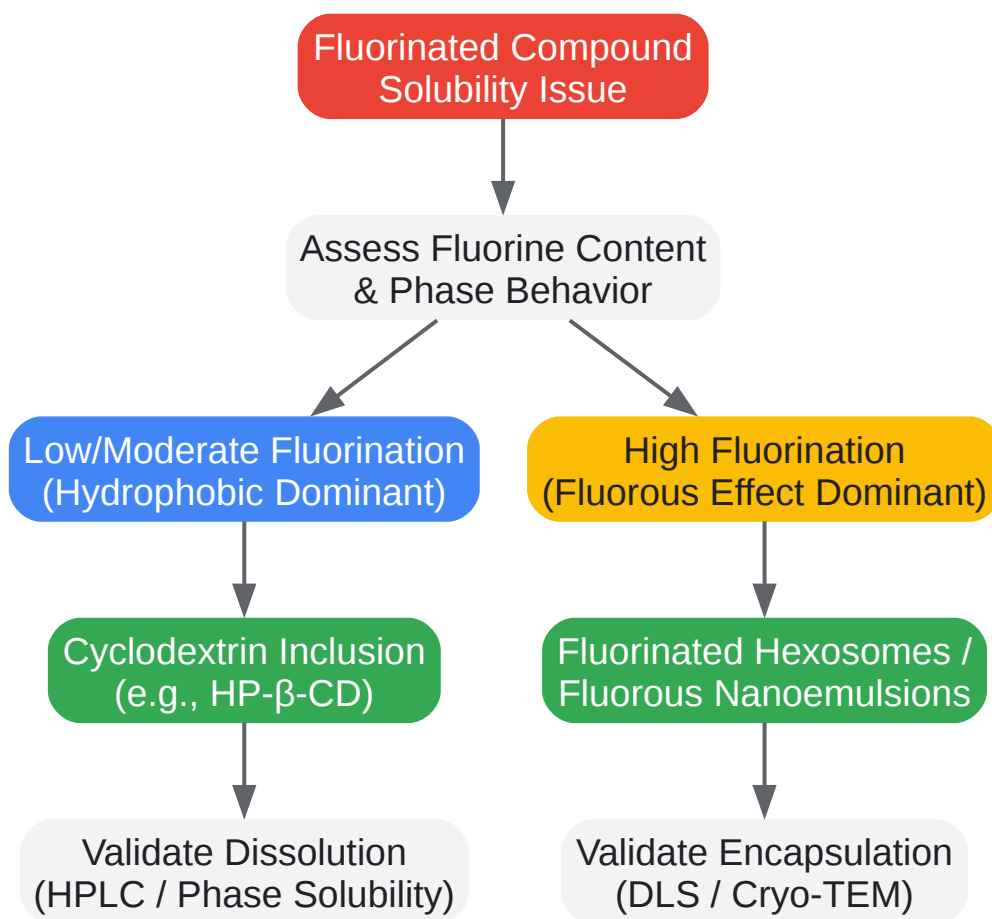 Fluorinated Compound
Solubility Issue
Assess Fluorine Content
& Phase Behavior
Low/Moderate Fluorination
(Hydrophobic Dominant)
High Fluorination
(Fluorous Effect Dominant)
Cyclodextrin Inclusion
(e.g., HP-β-CD)
Fluorinated Hexosomes /
Fluorous Nanoemulsions
Validate Dissolution
(HPLC / Phase Solubility)
Validate Encapsulation
(DLS / Cryo-TEM)